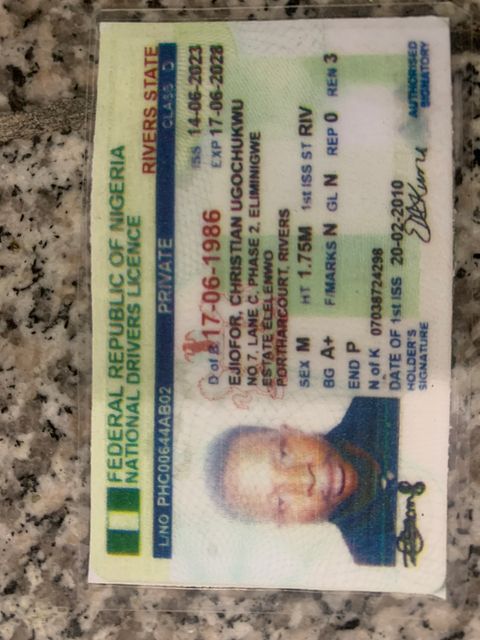 FEDERAL REPUBLIC OF NIGERIA
NATIONAL DRIVERS LICENCE
RIVERS STATE
L/NO PHC00644AB02 PRIVATE CLASS D
ISS 14-06-2023
D of B 17-06-1986 EXP 17-06-2028
EJIOFOR, CHRISTIAN UGOCHUKWU
NO 7, LANE C, PHASE 2, ELIMINIGWE
ESTATE ELELENWO
PORTHARCOURT, RIVERS
SEX M HT 1.75M 1st ISS ST RIV
BG A+ F/MARKS N GL N REP 0 REN 3
END P
N of K 07038724298
DATE OF 1st ISS 20-02-2010
HOLDER'S SIGNATURE
AUTHORISED SIGNATORY